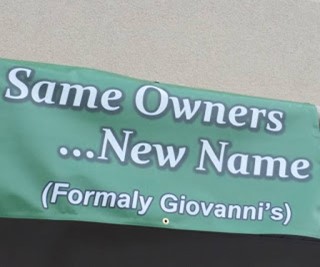 Same Owners
...New Name
(Formaly Giovanni's)